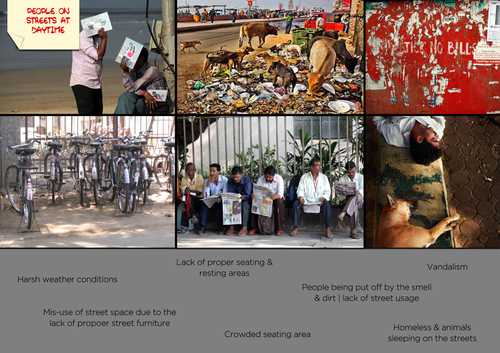 PEOPLE ON
STREETS AT
DAYTIME
NO BILLS
Harsh weather conditions
Lack of proper seating &
resting areas
Vandalism
People being put off by the smell
& dirt | lack of street usage
Mis-use of street space due to the
lack of propoer street furniture
Crowded seating area
Homeless & animals
sleeping on the streets